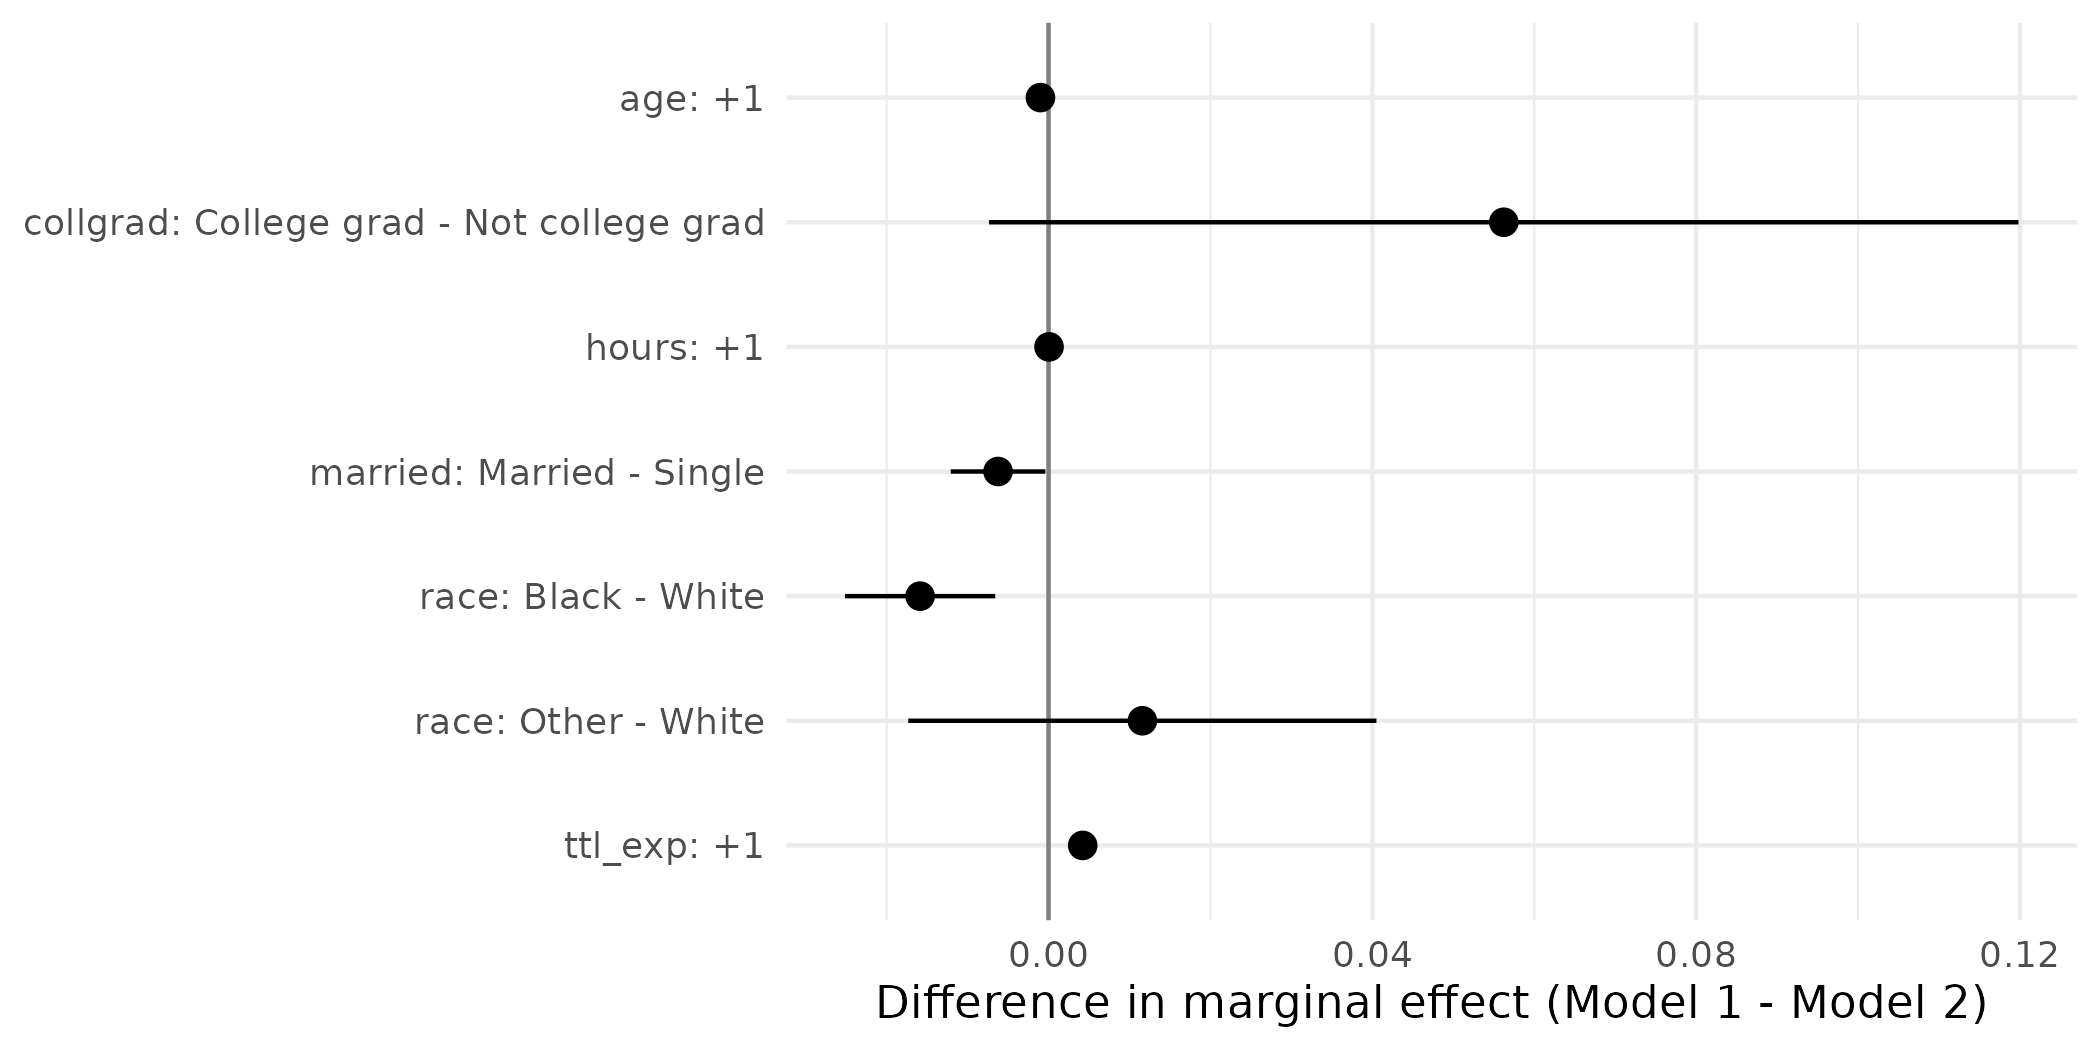 age: +1
collgrad: College grad - Not college grad
hours: +1
married: Married - Single
race: Black - White
race: Other - White
ttl_exp: +1
0.00 0.04 0.08 0.12
Difference in marginal effect (Model 1 - Model 2)